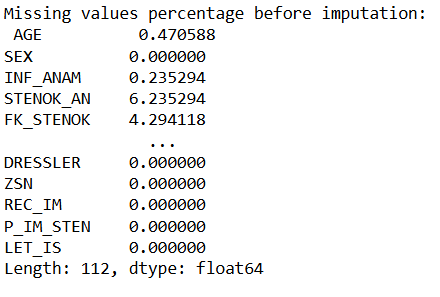 Missing values percentage before imputation:
AGE 0.470588
SEX 0.000000
INF_ANAM 0.235294
STENOK_AN 6.235294
FK_STENOK 4.294118
...
DRESSLER 0.000000
ZSN 0.000000
REC_IM 0.000000
P_IM_STEN 0.000000
LET_IS 0.000000
Length: 112, dtype: float64